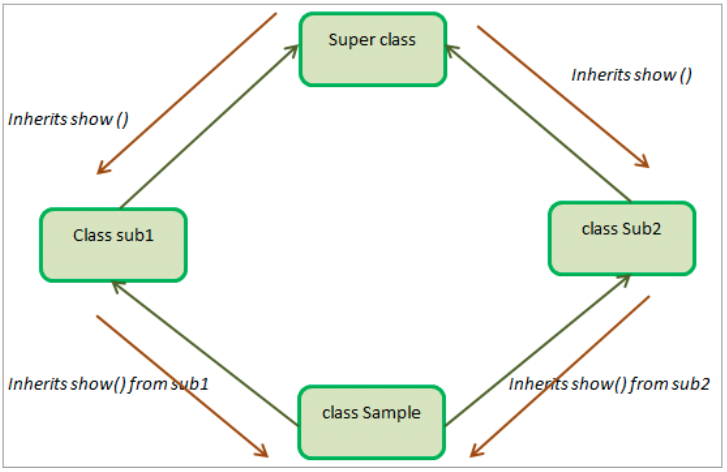 Super class
Inherits show ()
Inherits show ()
Class sub1
class Sub2
Inherits show() from sub1
Inherits show() from sub2
class Sample